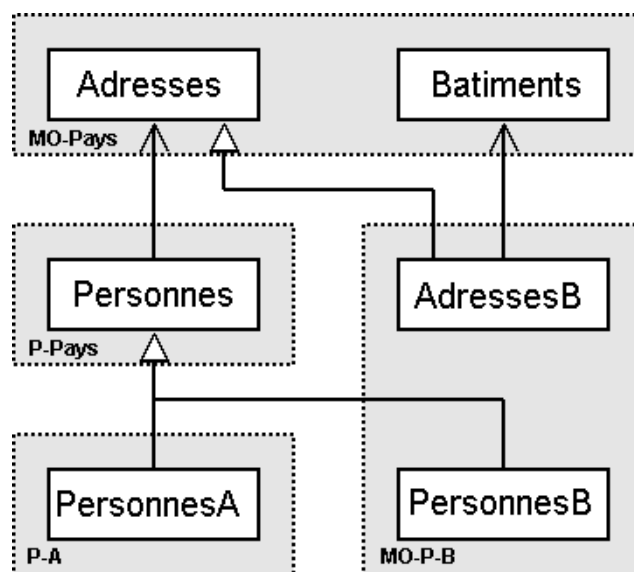 Adresses
Batiments
MO-Pays
Personnes
AdressesB
P-Pays
PersonnesA
PersonnesB
P-A
MO-P-B